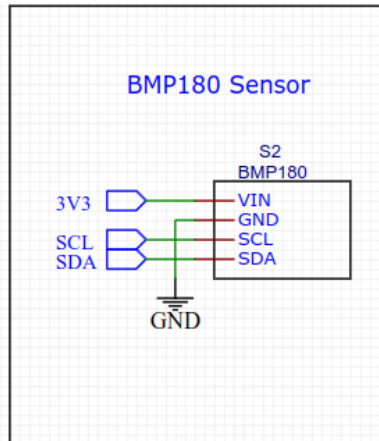 BMP180 Sensor
S2
BMP180
3V3
VIN
GND
SCL
SCL
SDA
SDA
GND